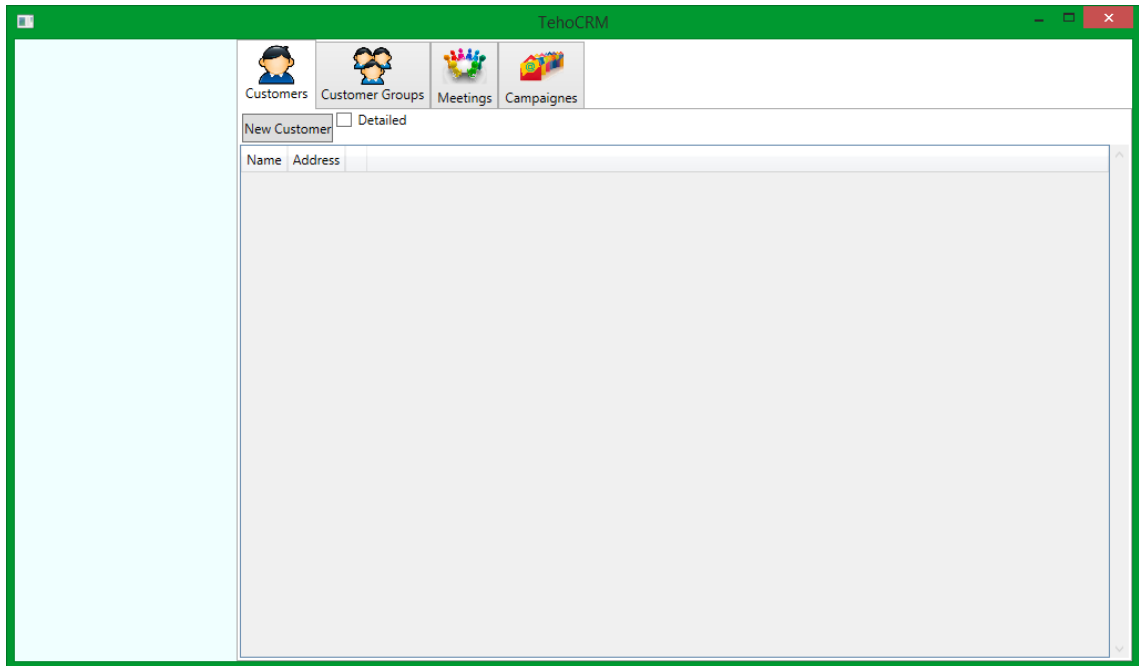 TehoCRM
Customers Customer Groups Meetings Campaignes
New Customer Detailed
Name Address